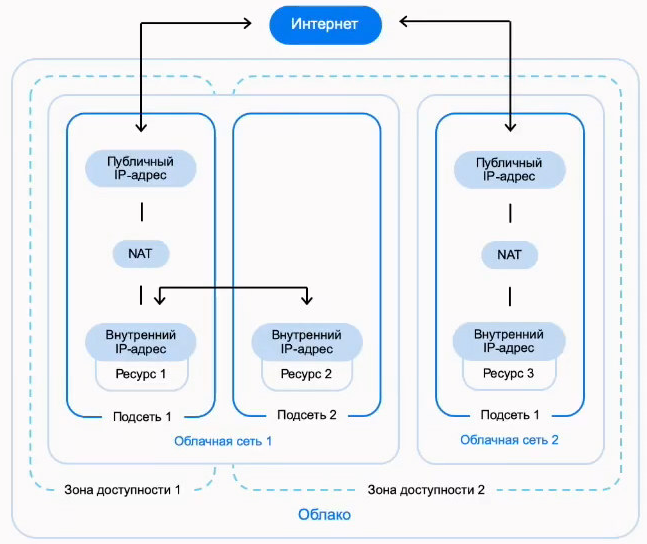 Интернет
Публичный
IP-адрес
NAT
Внутренний
IP-адрес
Ресурс 1
Подсеть 1
Внутренний
IP-адрес
Ресурс 2
Подсеть 2
Облачная сеть 1
Публичный
IP-адрес
NAT
Внутренний
IP-адрес
Ресурс 3
Подсеть 1
Облачная сеть 2
Зона доступности 1
Зона доступности 2
Облако